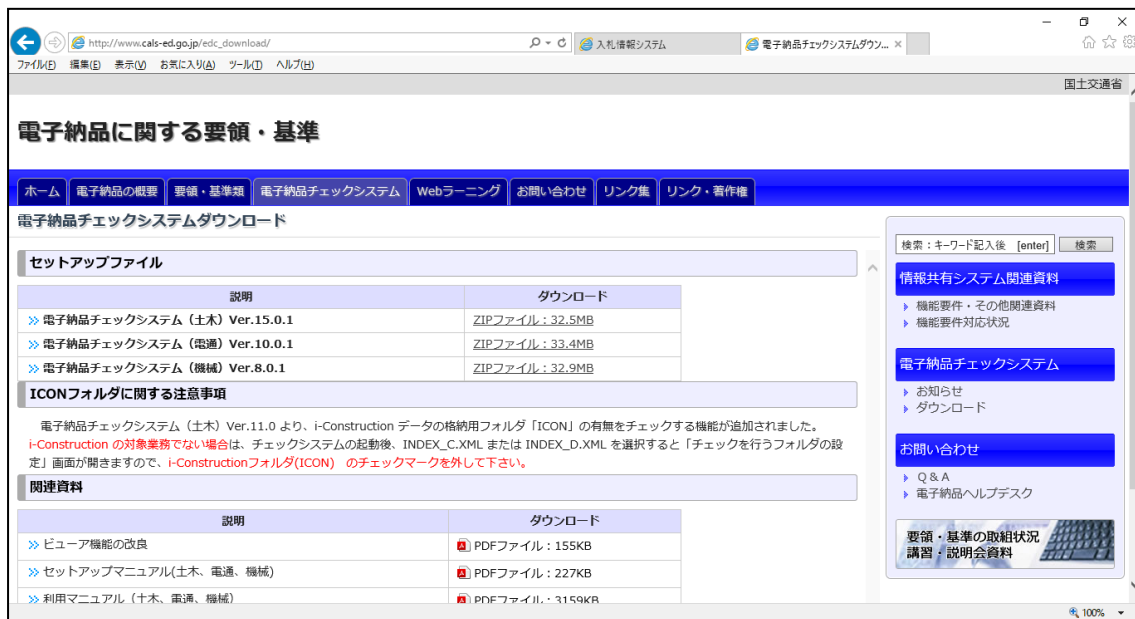 http://www.cals-ed.go.jp/edc_download/
入札情報システム
電子納品チェックシステムダウン...
ファイル(F) 編集(E) 表示(V) お気に入り(A) ツール(T) ヘルプ(H)
国土交通省
電子納品に関する要領・基準
ホーム 電子納品の概要 要領・基準類 電子納品チェックシステム Webラーニング お問い合わせ リンク集 リンク・著作権
電子納品チェックシステムダウンロード
セットアップファイル
説明 ダウンロード
電子納品チェックシステム（土木）Ver.15.0.1 ZIPファイル：32.5MB
電子納品チェックシステム（電通）Ver.10.0.1 ZIPファイル：33.4MB
電子納品チェックシステム（機械）Ver.8.0.1 ZIPファイル：32.9MB
ICONフォルダに関する注意事項
電子納品チェックシステム（土木）Ver.11.0 より、i-Construction データの格納用フォルダ「ICON」の有無をチェックする機能が追加されました。
i-Construction の対象業務でない場合は、チェックシステムの起動後、INDEX_C.XML または INDEX_D.XML を選択すると「チェックを行うフォルダの設
定」画面が開きますので、i-Constructionフォルダ(ICON) のチェックマークを外して下さい。
関連資料
説明 ダウンロード
ビューア機能の改良 PDFファイル：155KB
セットアップマニュアル(土木、電通、機械) PDFファイル：227KB
利用マニュアル（土木、電通、機械） PDFファイル：3159KB
検索：キーワード記入後 [enter] 検索
情報共有システム関連資料
機能要件・その他関連資料
機能要件対応状況
電子納品チェックシステム
お知らせ
ダウンロード
お問い合わせ
Q & A
電子納品ヘルプデスク
要領・基準の取組状況
講習・説明会資料
100%